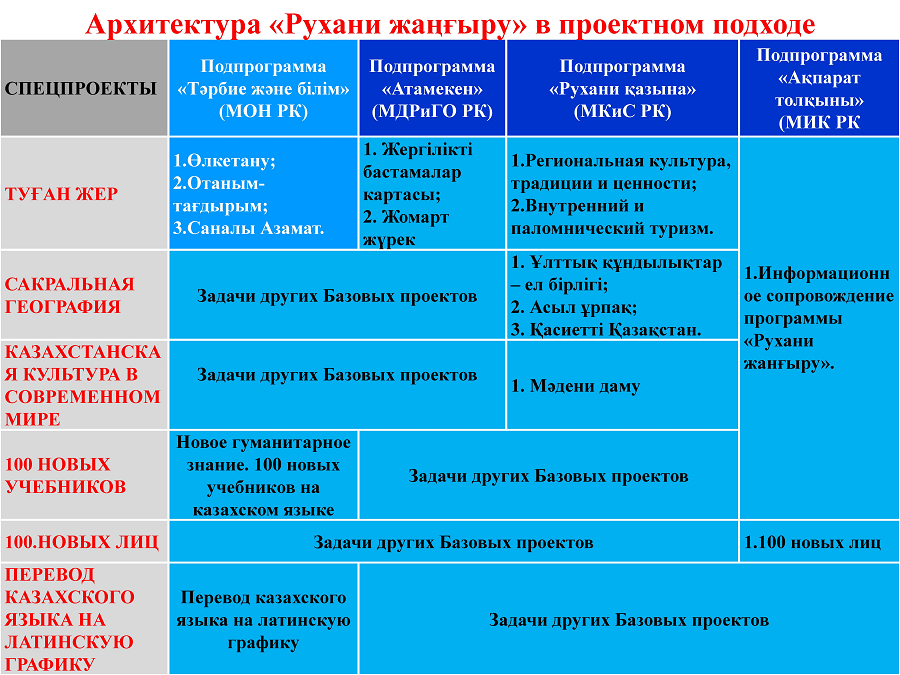 Архитектура «Рухани жаңғыру» в проектном подходе
СПЕЦПРОЕКТЫ
Подпрограмма
«Тәрбие және білім»
(МОН РК)
Подпрограмма
«Атамекен»
(МДРиГО РК)
Подпрограмма
«Рухани қазына»
(МКиС РК)
Подпрограмма
«Ақпарат
толқыны»
(МИК РК
ТУҒАН ЖЕР
1.Өлкетану;
2.Отаным-
тағдырым;
3.Саналы Азамат.
1. Жергілікті
бастамалар
картасы;
2. Жомарт
жүрек
1.Региональная культура,
традиции и ценности;
2.Внутренний и
паломнический туризм.
1.Информационн
ое сопровождение
программы
«Рухани
жанғыру».
САКРАЛЬНАЯ
ГЕОГРАФИЯ
Задачи других Базовых проектов
1. Ұлттық құндылықтар
– ел бірлігі;
2. Асыл ұрпақ;
3. Қасиетті Қазақстан.
КАЗАХСТАНСКА
Я КУЛЬТУРА В
СОВРЕМЕННОМ
МИРЕ
Задачи других Базовых проектов
1. Мәдени даму
100 НОВЫХ
УЧЕБНИКОВ
Новое гуманитарное
знание. 100 новых
учебников на
казахском языке
Задачи других Базовых проектов
100.НОВЫХ ЛИЦ
Задачи других Базовых проектов
1.100 новых лиц
ПЕРЕВОД
КАЗАХСКОГО
ЯЗЫКА НА
ЛАТИНСКУЮ
ГРАФИКУ
Перевод казахского
языка на латинскую
графику
Задачи других Базовых проектов